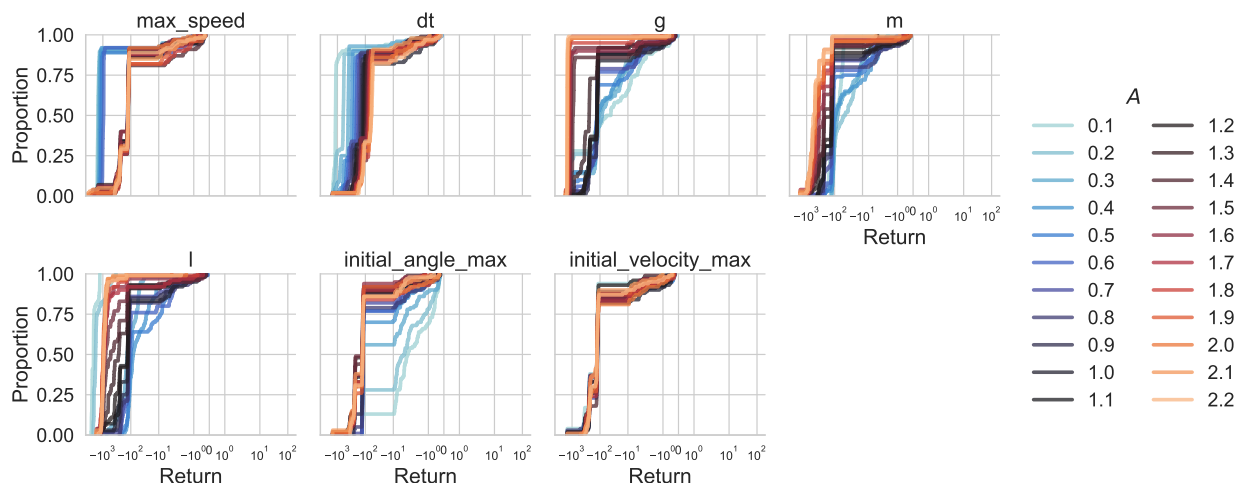 max_speed
dt
g
m
Proportion
1.00
0.75
0.50
0.25
0.00
−10³ −10² −10¹ −10⁰ 10⁰ 10¹ 10²
Return
l
initial_angle_max
initial_velocity_max
Proportion
1.00
0.75
0.50
0.25
0.00
−10³ −10² −10¹ −10⁰ 10⁰ 10¹ 10²
Return
−10³ −10² −10¹ −10⁰ 10⁰ 10¹ 10²
Return
−10³ −10² −10¹ −10⁰ 10⁰ 10¹ 10²
Return
A
0.1
0.2
0.3
0.4
0.5
0.6
0.7
0.8
0.9
1.0
1.1
1.2
1.3
1.4
1.5
1.6
1.7
1.8
1.9
2.0
2.1
2.2